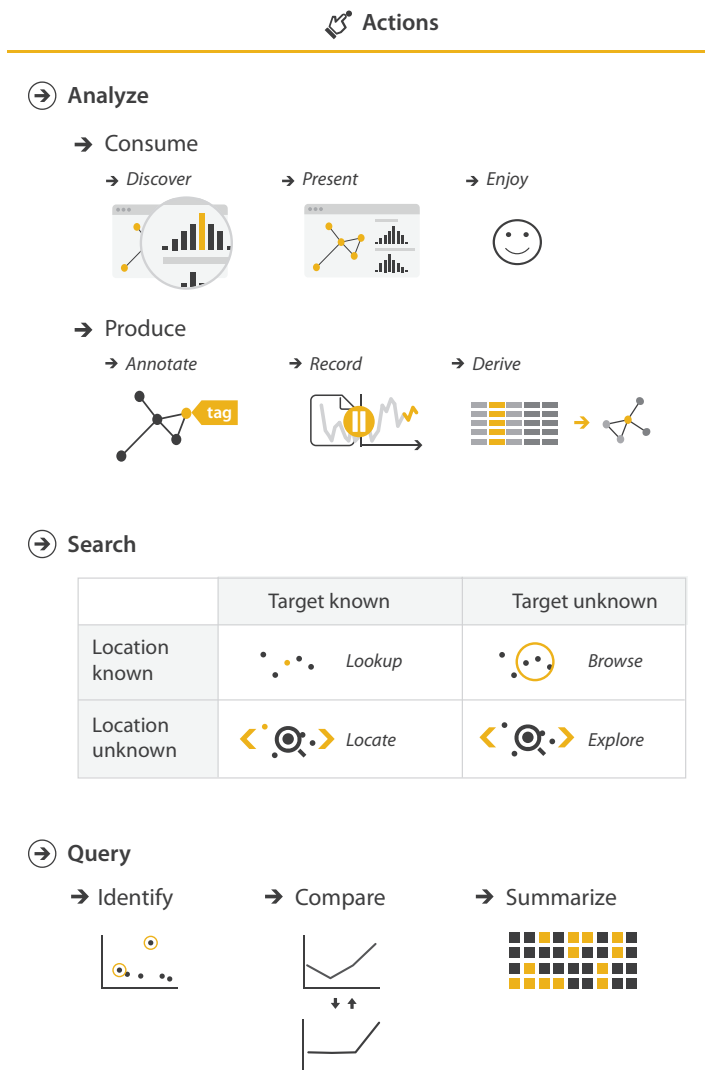 Actions
Analyze
Consume
Discover
Present
Enjoy
Produce
Annotate
Record
Derive
tag
Search
Target known
Target unknown
Location
known
Lookup
Browse
Location
unknown
Locate
Explore
Query
Identify
Compare
Summarize